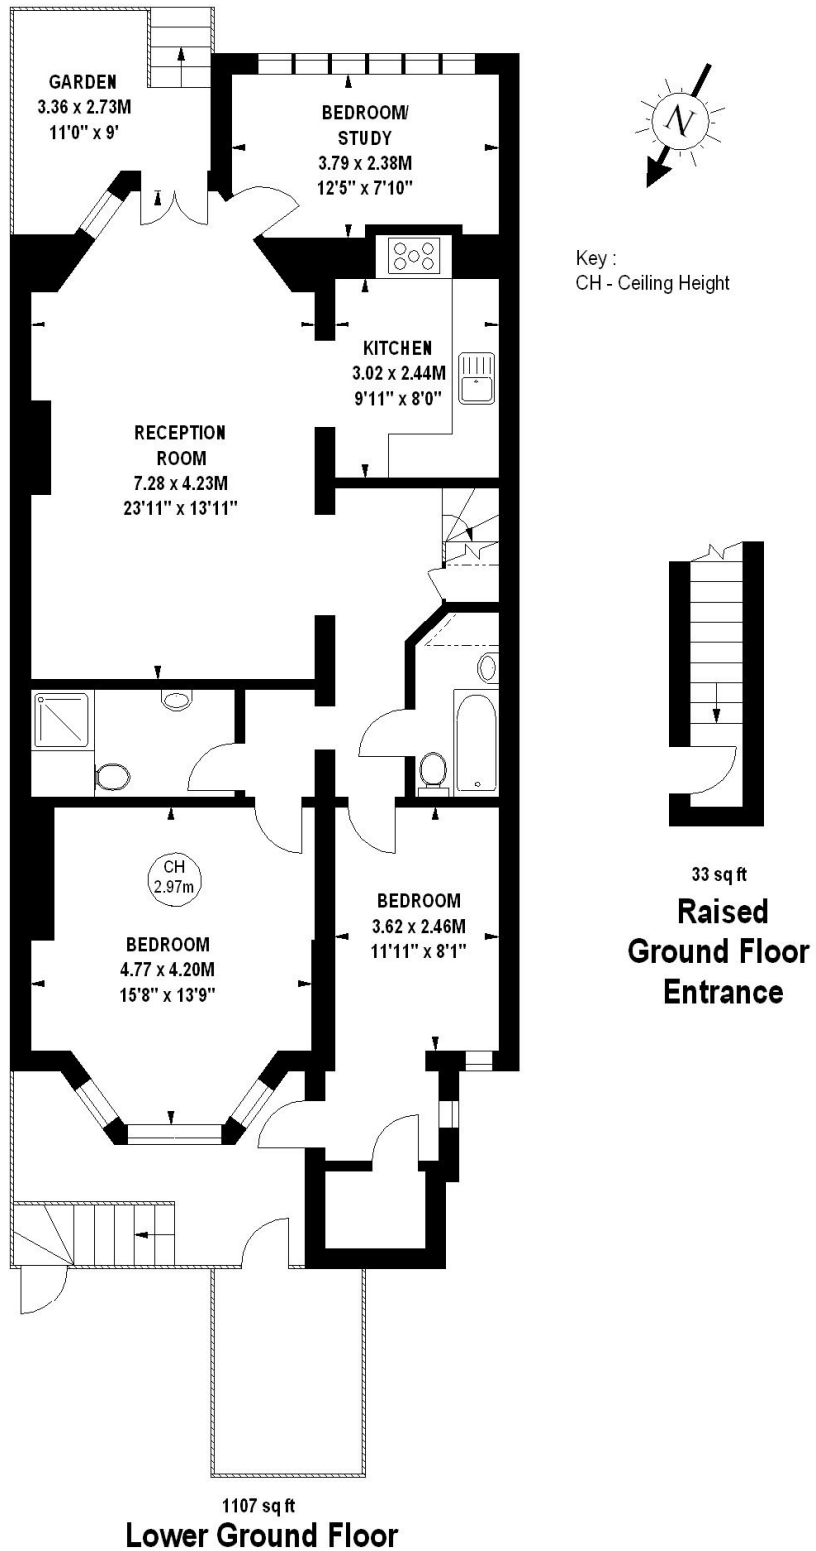 GARDEN
3.36 x 2.73M
11'0" x 9'
BEDROOM/
STUDY
3.79 x 2.38M
12'5" x 7'10"
N
Key :
CH - Ceiling Height
KITCHEN
3.02 x 2.44M
9'11" x 8'0"
RECEPTION
ROOM
7.28 x 4.23M
23'11" x 13'11"
CH
2.97m
BEDROOM
4.77 x 4.20M
15'8" x 13'9"
BEDROOM
3.62 x 2.46M
11'11" x 8'1"
33 sq ft
Raised
Ground Floor
Entrance
1107 sq ft
Lower Ground Floor